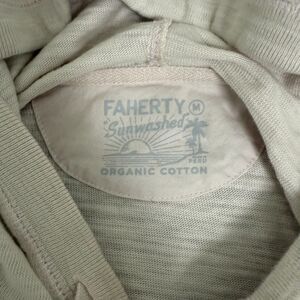 FAHERTY M
"Sunwashed"
PERU
ORGANIC COTTON